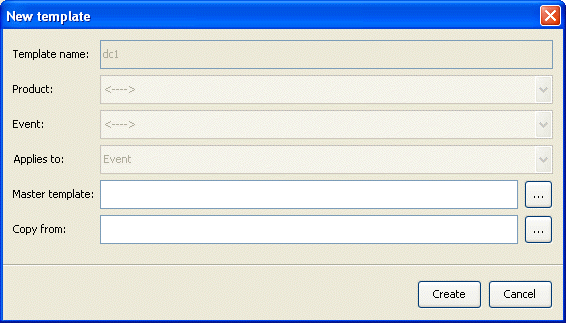 New template
Template name: dc1
Product: <---->
Event: <---->
Applies to: Event
Master template: ...
Copy from: ...
Create Cancel